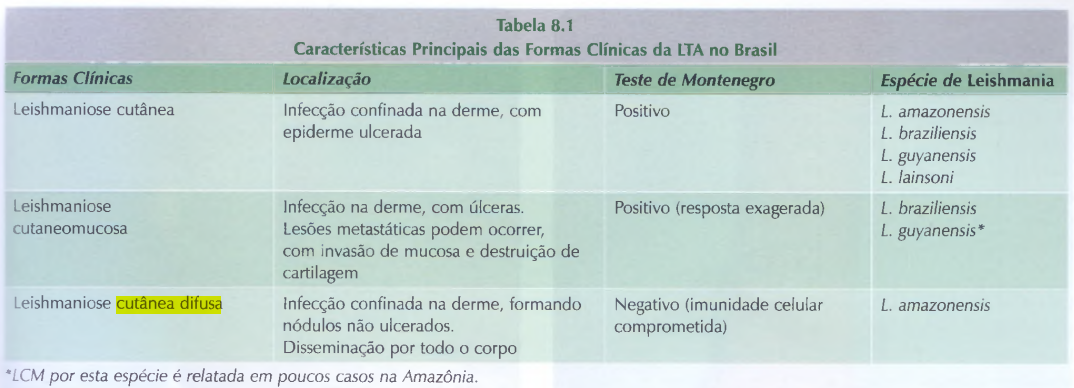 Tabela 8.1
Características Principais das Formas Clínicas da LTA no Brasil
Formas Clínicas Localização Teste de Montenegro Espécie de Leishmania
Leishmaniose cutânea Infecção confinada na derme, com Positivo L. amazonensis
epiderme ulcerada L. braziliensis
L. guyanensis
L. lainsoni
Leishmaniose Infecção na derme, com úlceras. Positivo (resposta exagerada) L. braziliensis
cutaneomucosa Lesões metastáticas podem ocorrer, L. guyanensis*
com invasão de mucosa e destruição de
cartilagem
Leishmaniose cutânea difusa Infecção confinada na derme, formando Negativo (imunidade celular L. amazonensis
nódulos não ulcerados. comprometida)
Disseminação por todo o corpo
*LCM por esta espécie é relatada em poucos casos na Amazônia.